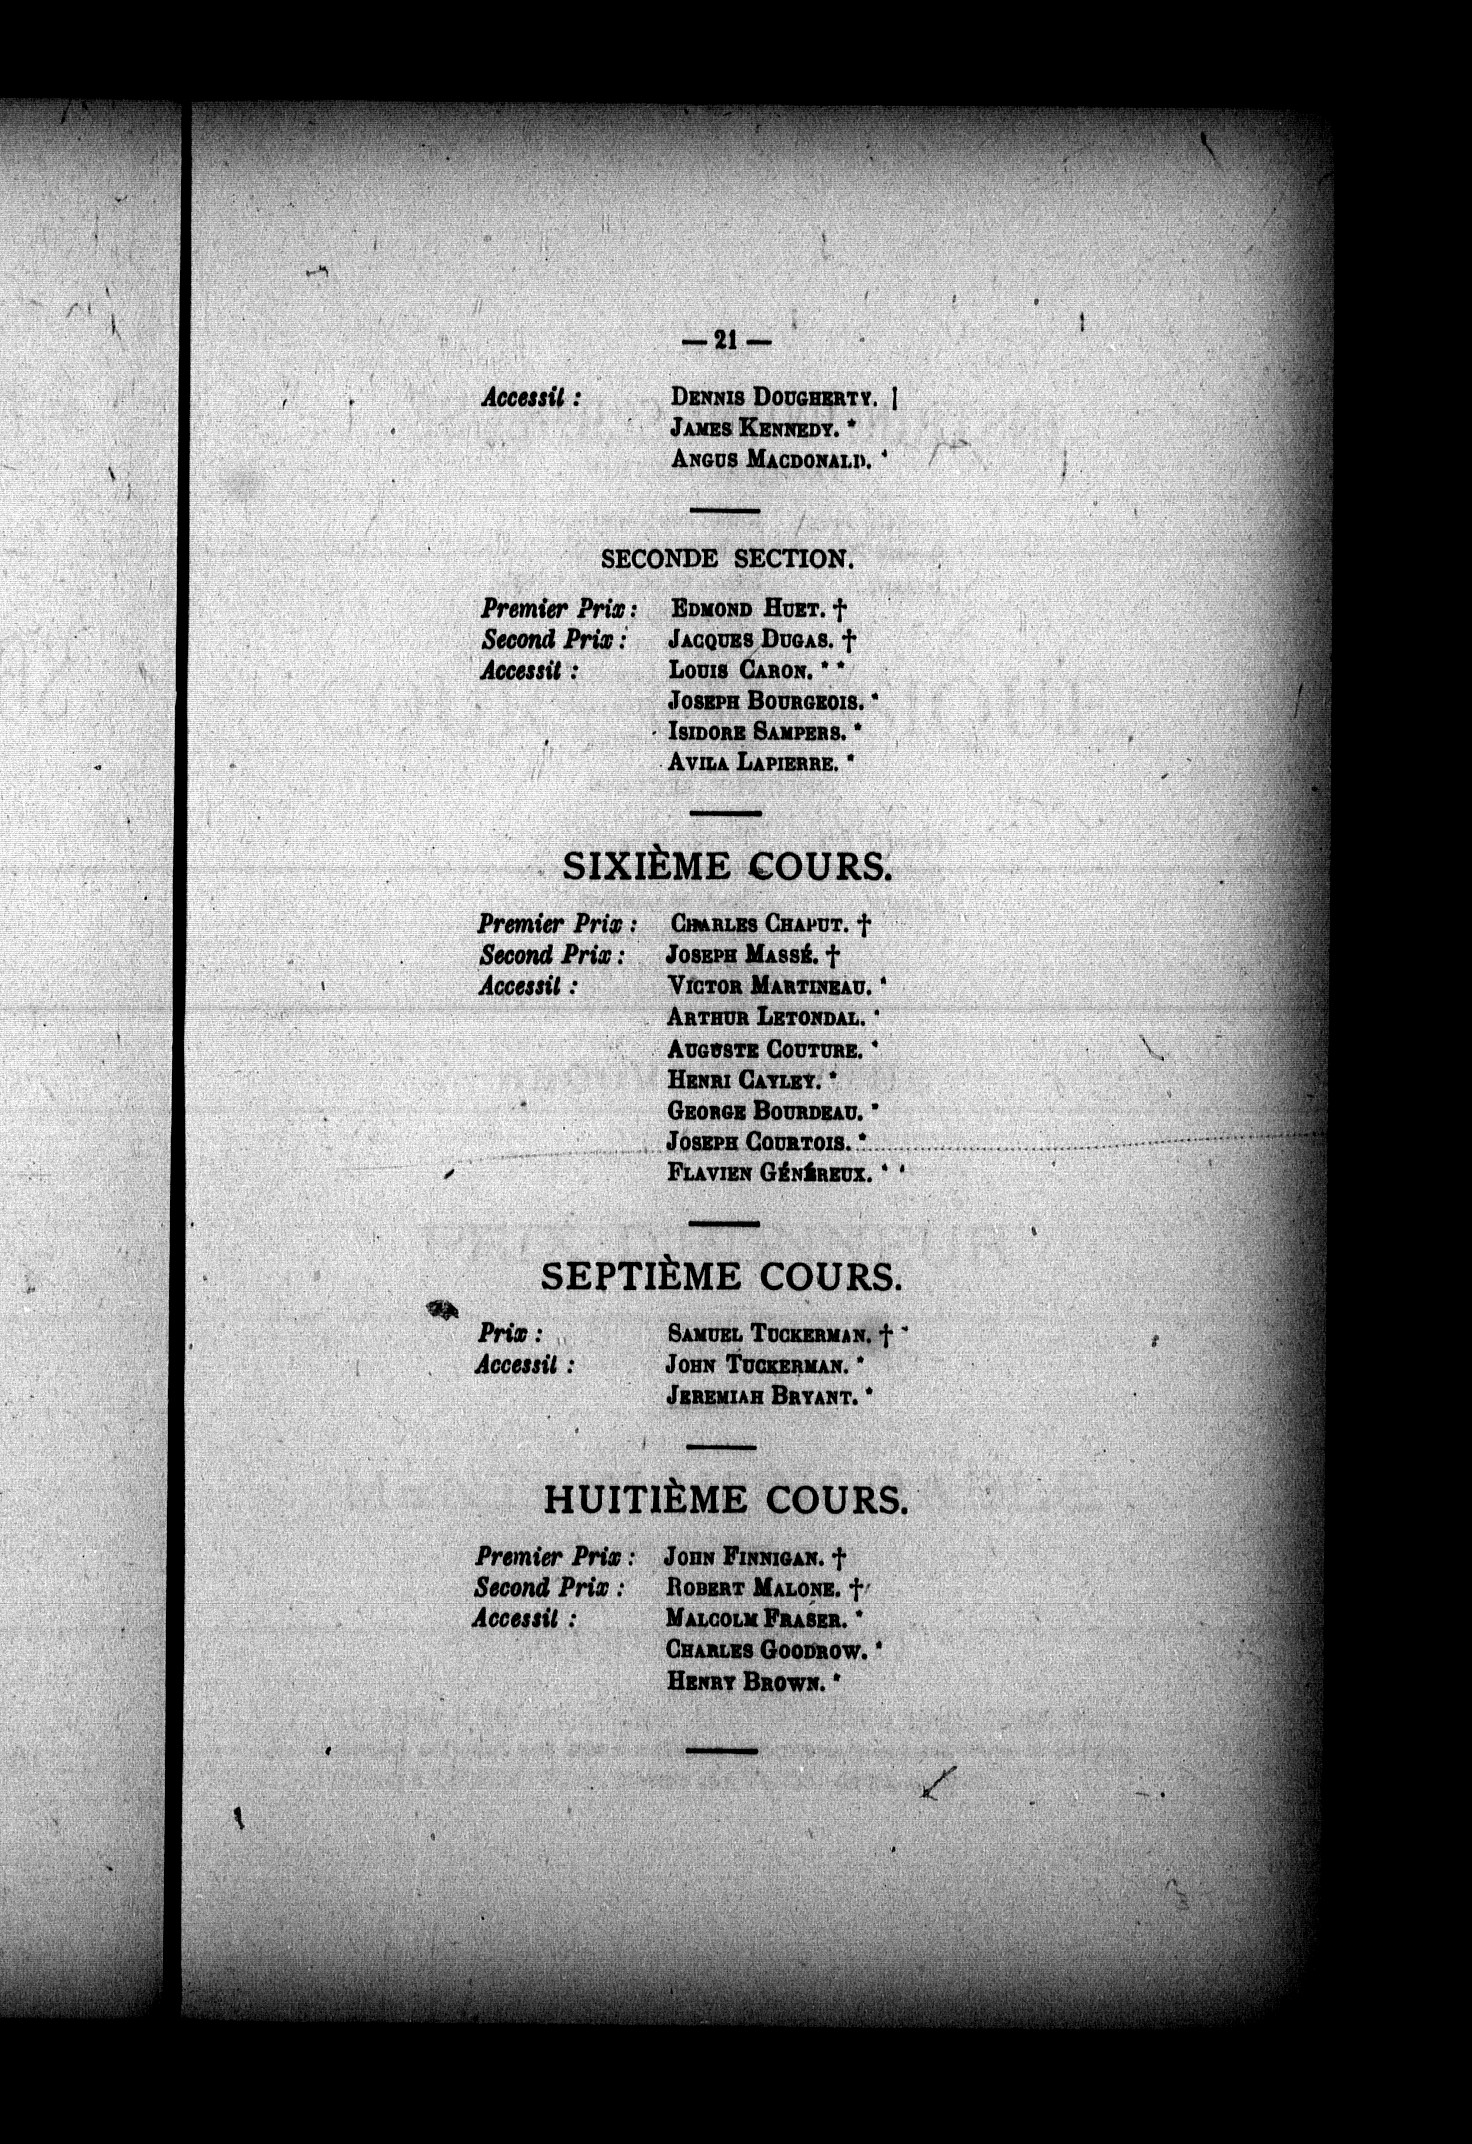 — 21 —
Accessit : DENNIS DOUGHERTY. †
JAMES KENNEDY. *
ANGUS MACDONALD. *
SECONDE SECTION.
Premier Prix : EDMOND HUET. †
Second Prix : JACQUES DUGAS. †
Accessit : LOUIS CARON. * *
JOSEPH BOURGEOIS. *
ISIDORE SAMPERS. *
AVILA LAPIERRE. *
SIXIÈME COURS.
Premier Prix : CHARLES CHAPUT. †
Second Prix : JOSEPH MASSÉ. †
Accessit : VICTOR MARTINEAU. *
ARTHUR LETONDAL. *
AUGUSTE COUTURE. *
HENRI CAYLEY. *
GEORGE BOURDEAU. *
JOSEPH COURTOIS. *
FLAVIEN GÉNÉREUX. * *
SEPTIÈME COURS.
Prix : SAMUEL TUCKERMAN. †
Accessit : JOHN TUCKERMAN. *
JEREMIAH BRYANT. *
HUITIÈME COURS.
Premier Prix : JOHN FINNIGAN. †
Second Prix : ROBERT MALONE. †
Accessit : MALCOLM FRASER. *
CHARLES GOODROW. *
HENRY BROWN. *